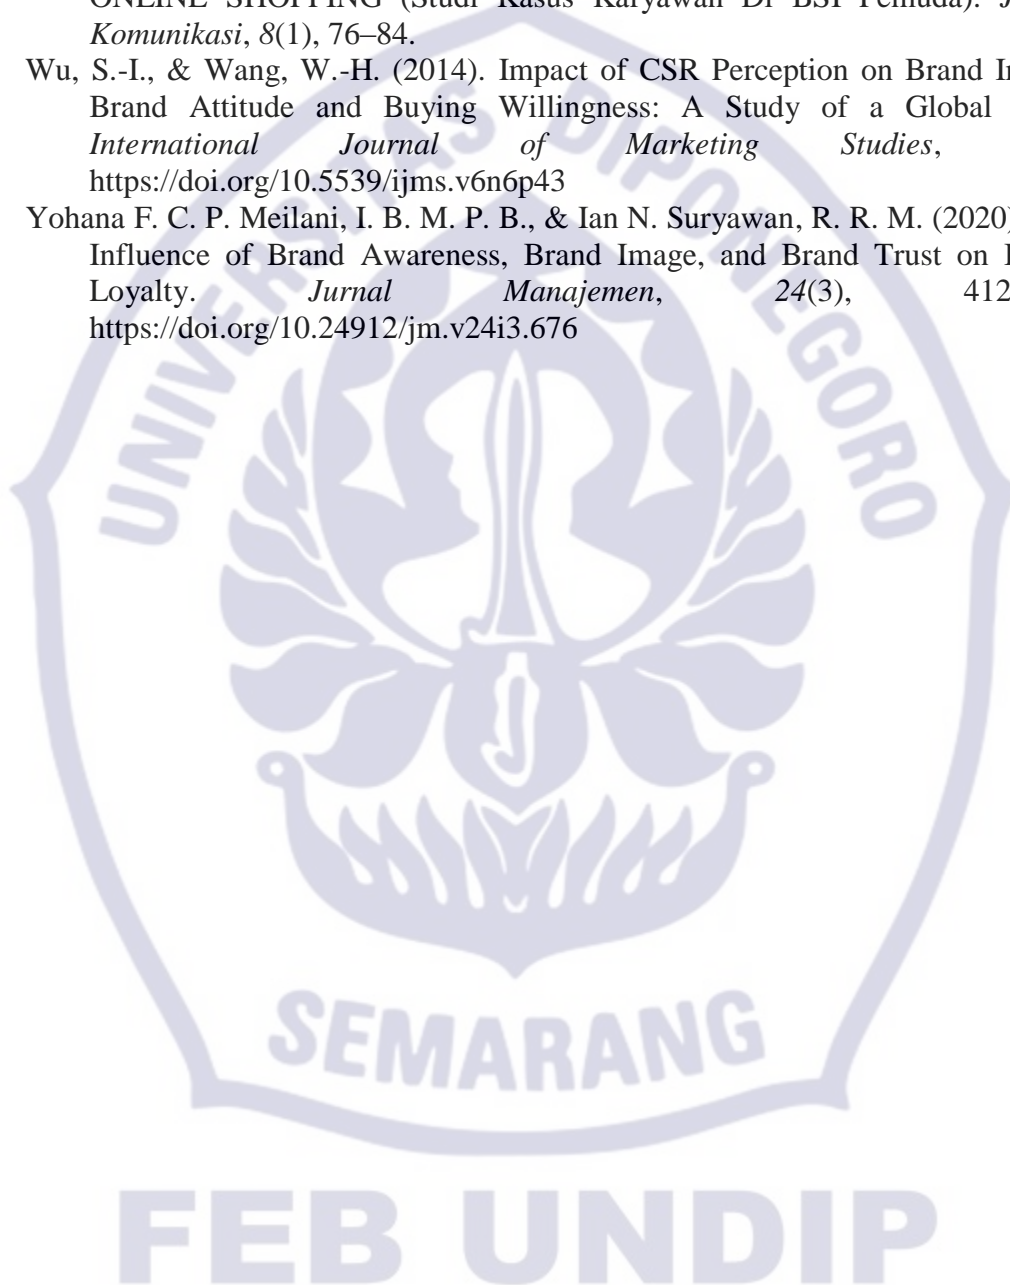 ONLINE SHOPPING (Studi Kasus Karyawan Di BSI Pemuda).
Komunikasi, 8(1), 76–84.
Wu, S.-I., & Wang, W.-H. (2014). Impact of CSR Perception on Brand
Brand Attitude and Buying Willingness: A Study of a Global
International Journal of Marketing Studies,
https://doi.org/10.5539/ijms.v6n6p43
Yohana F. C. P. Meilani, I. B. M. P. B., & Ian N. Suryawan, R. R. M. (2020)
Influence of Brand Awareness, Brand Image, and Brand Trust on
Loyalty. Jurnal Manajemen, 24(3), 412
https://doi.org/10.24912/jm.v24i3.676
UNIVERSITAS DIPONEGORO
SEMARANG
FEB UNDIP